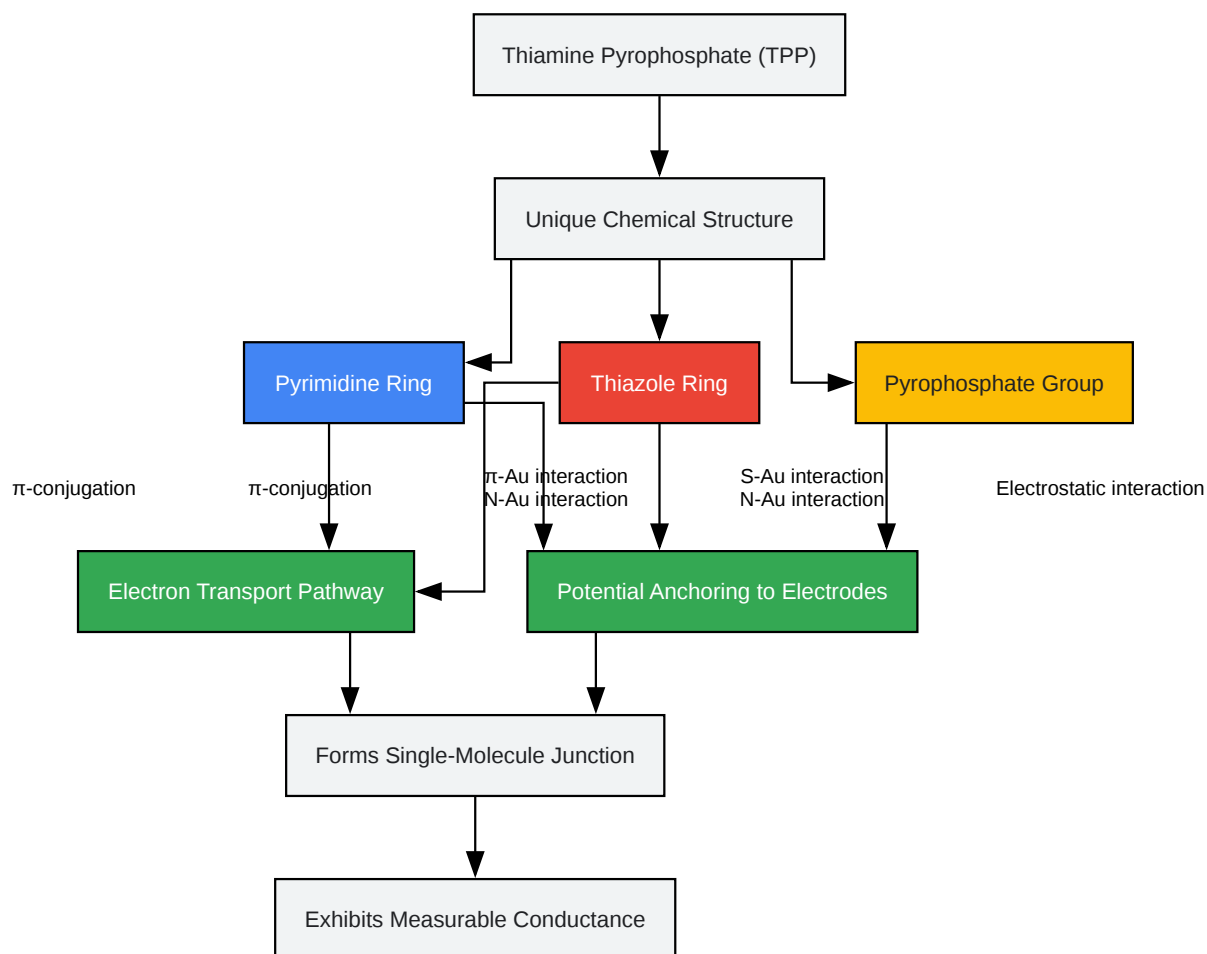 Thiamine Pyrophosphate (TPP)
Unique Chemical Structure
Pyrimidine Ring
Thiazole Ring
Pyrophosphate Group
π-conjugation
π-conjugation
π-Au interaction
N-Au interaction
S-Au interaction
N-Au interaction
Electrostatic interaction
Electron Transport Pathway
Potential Anchoring to Electrodes
Forms Single-Molecule Junction
Exhibits Measurable Conductance